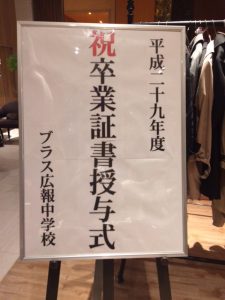 平成二十九年度
祝卒業証書授与式
ブラス広報中学校